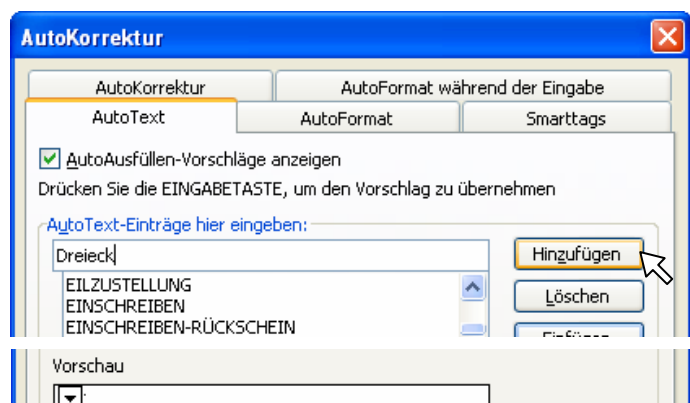 AutoKorrektur
AutoKorrektur AutoFormat während der Eingabe
AutoText AutoFormat Smarttags
AutoAusfüllen-Vorschläge anzeigen
Drücken Sie die EINGABETASTE, um den Vorschlag zu übernehmen
AutoText-Einträge hier eingeben:
Dreieck Hinzufügen
EILZUSTELLUNG
EINSCHREIBEN Löschen
EINSCHREIBEN-RÜCKSCHEIN
Einfügen
Vorschau